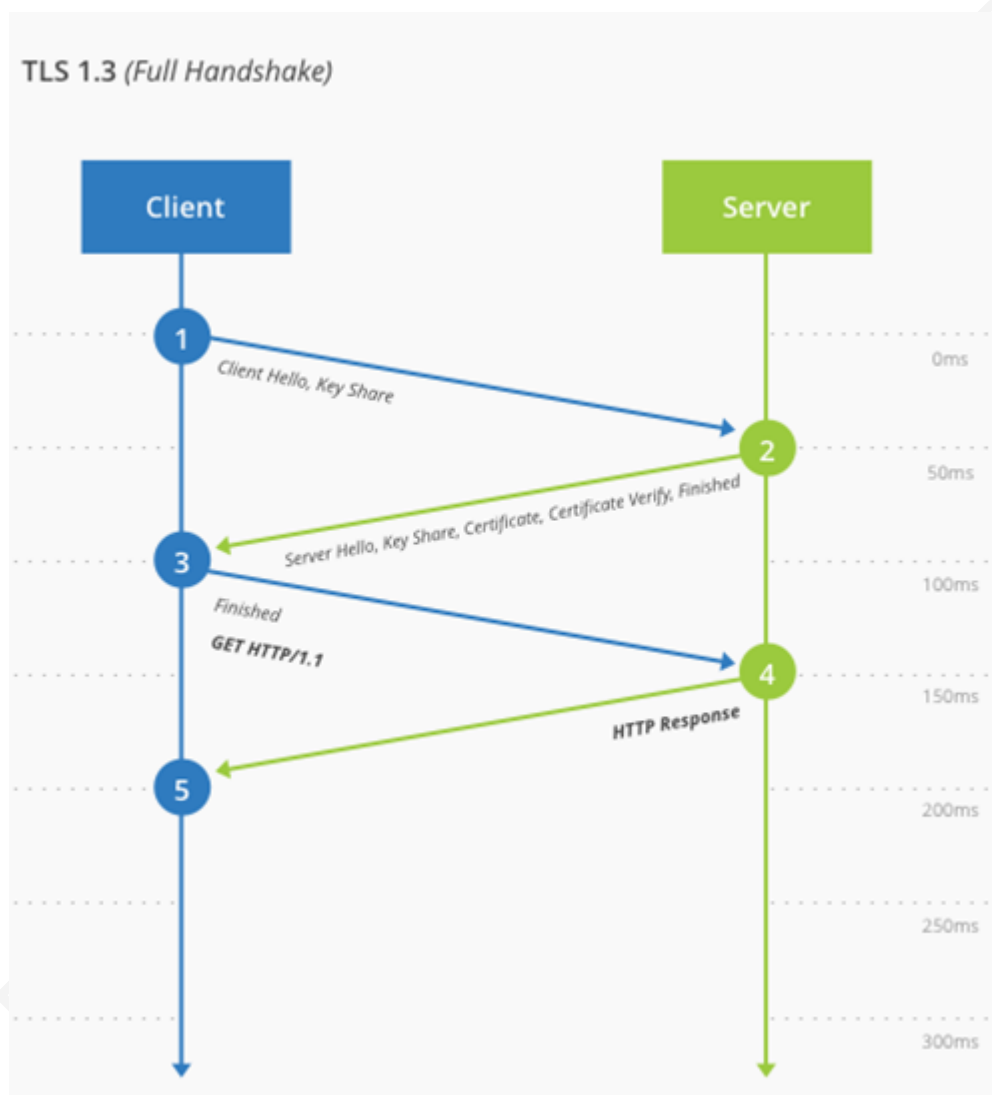 TLS 1.3 (Full Handshake)
Client
Server
1
0ms
Client Hello, Key Share
2
50ms
Server Hello, Key Share, Certificate, Certificate Verify, Finished
3
100ms
Finished
GET HTTP/1.1
4
150ms
HTTP Response
5
200ms
250ms
300ms